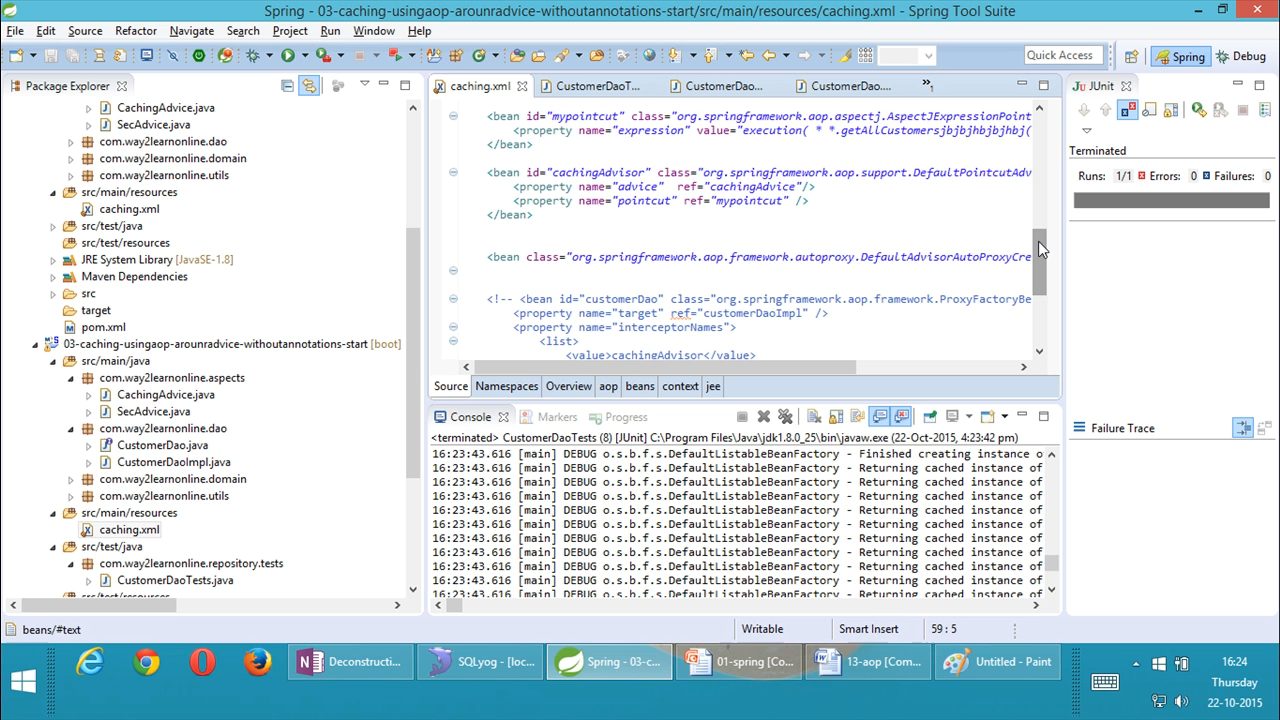 Spring - 03-caching-usingaop-arounradvice-withoutannotations-start/src/main/resources/caching.xml - Spring Tool Suite
File Edit Source Refactor Navigate Search Project Run Window Help
Quick Access
Spring
Debug
Package Explorer
CachingAdvice.java
SecAdvice.java
com.way2learnonline.dao
com.way2learnonline.domain
com.way2learnonline.utils
src/main/resources
caching.xml
src/test/java
src/test/resources
JRE System Library [JavaSE-1.8]
Maven Dependencies
src
target
pom.xml
03-caching-usingaop-arounradvice-withoutannotations-start [boot]
src/main/java
com.way2learnonline.aspects
CachingAdvice.java
SecAdvice.java
com.way2learnonline.dao
CustomerDao.java
CustomerDaoImpl.java
com.way2learnonline.domain
com.way2learnonline.utils
src/main/resources
caching.xml
src/test/java
com.way2learnonline.repository.tests
CustomerDaoTests.java
caching.xml
CustomerDaoT...
CustomerDao...
CustomerDao....
»1
<bean id="mypointcut" class="org.springframework.aop.aspectj.AspectJExpressionPoint
<property name="expression" value="execution( * *.getAllCustomersjbjbjhbjbhjbj(
</bean>
<bean id="cachingAdvisor" class="org.springframework.aop.support.DefaultPointcutAdv
<property name="advice" ref="cachingAdvice"/>
<property name="pointcut" ref="mypointcut" />
</bean>
<bean class="org.springframework.aop.framework.autoproxy.DefaultAdvisorAutoProxyCre
<!-- <bean id="customerDao" class="org.springframework.aop.framework.ProxyFactoryBe
<property name="target" ref="customerDaoImpl" />
<property name="interceptorNames">
<list>
<value>cachingAdvisor</value>
Source Namespaces Overview aop beans context jee
Console
Markers
Progress
<terminated> CustomerDaoTests (8) [JUnit] C:\Program Files\Java\jdk1.8.0_25\bin\javaw.exe (22-Oct-2015, 4:23:42 pm)
16:23:43.616 [main] DEBUG o.s.b.f.s.DefaultListableBeanFactory - Finished creating instance o
16:23:43.616 [main] DEBUG o.s.b.f.s.DefaultListableBeanFactory - Returning cached instance of
16:23:43.616 [main] DEBUG o.s.b.f.s.DefaultListableBeanFactory - Returning cached instance of
16:23:43.616 [main] DEBUG o.s.b.f.s.DefaultListableBeanFactory - Returning cached instance of
16:23:43.616 [main] DEBUG o.s.b.f.s.DefaultListableBeanFactory - Returning cached instance of
16:23:43.616 [main] DEBUG o.s.b.f.s.DefaultListableBeanFactory - Returning cached instance of
16:23:43.616 [main] DEBUG o.s.b.f.s.DefaultListableBeanFactory - Returning cached instance of
16:23:43.616 [main] DEBUG o.s.b.f.s.DefaultListableBeanFactory - Returning cached instance of
16:23:43.616 [main] DEBUG o.s.b.f.s.DefaultListableBeanFactory - Returning cached instance of
16:23:43.616 [main] DEBUG o.s.b.f.s.DefaultListableBeanFactory - Returning cached instance of
JUnit
Terminated
Runs: 1/1 Errors: 0 Failures: 0
Failure Trace
beans/#text
Writable
Smart Insert
59 : 5
Deconstructi...
SQLyog - [loc...
Spring - 03-c...
01-spring [Co...
13-aop [Com...
Untitled - Paint
16:24
Thursday
22-10-2015